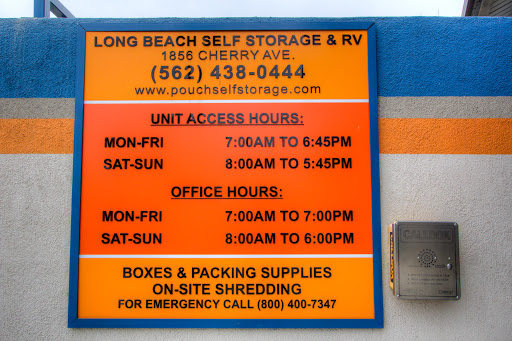 LONG BEACH SELF STORAGE & RV
1856 CHERRY AVE.
(562) 438-0444
www.pouchselfstorage.com
UNIT ACCESS HOURS:
MON-FRI 7:00AM TO 6:45PM
SAT-SUN 8:00AM TO 5:45PM
OFFICE HOURS:
MON-FRI 7:00AM TO 7:00PM
SAT-SUN 8:00AM TO 6:00PM
BOXES & PACKING SUPPLIES
ON-SITE SHREDDING
FOR EMERGENCY CALL (800) 400-7347